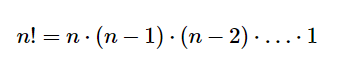 n! = n · (n − 1) · (n − 2) · . . . · 1